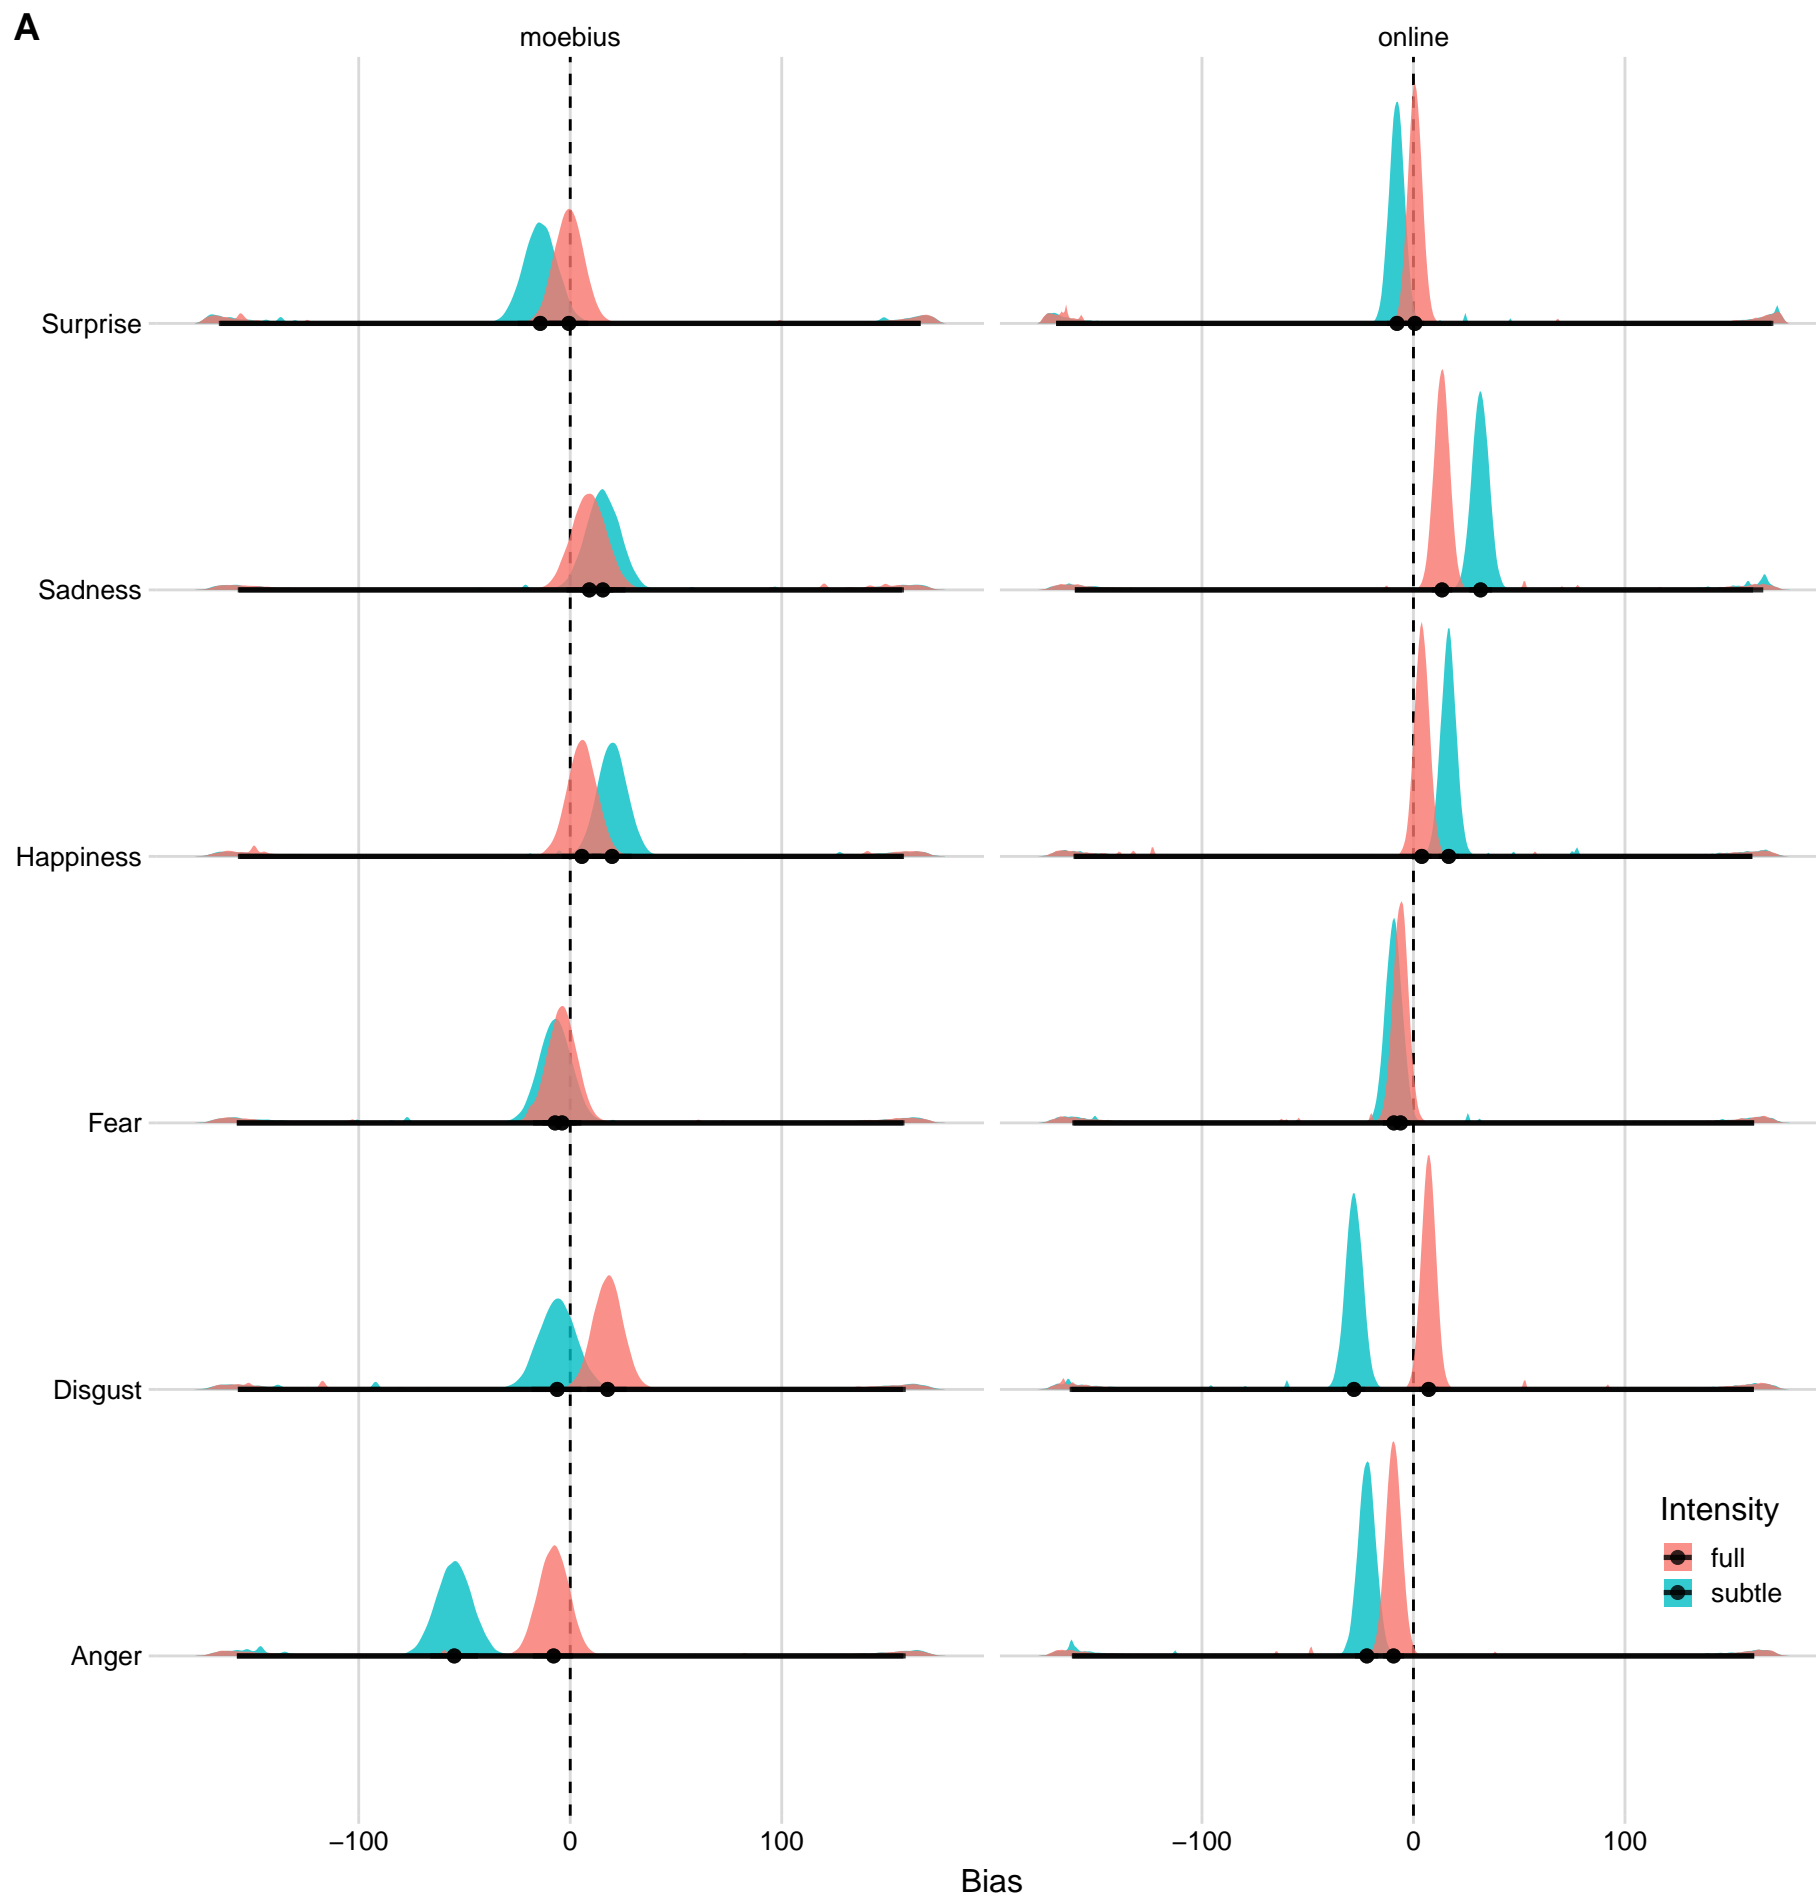 A
moebius
online
Surprise
Sadness
Happiness
Fear
Disgust
Anger
Intensity
full
subtle
−100 0 100
−100 0 100
Bias